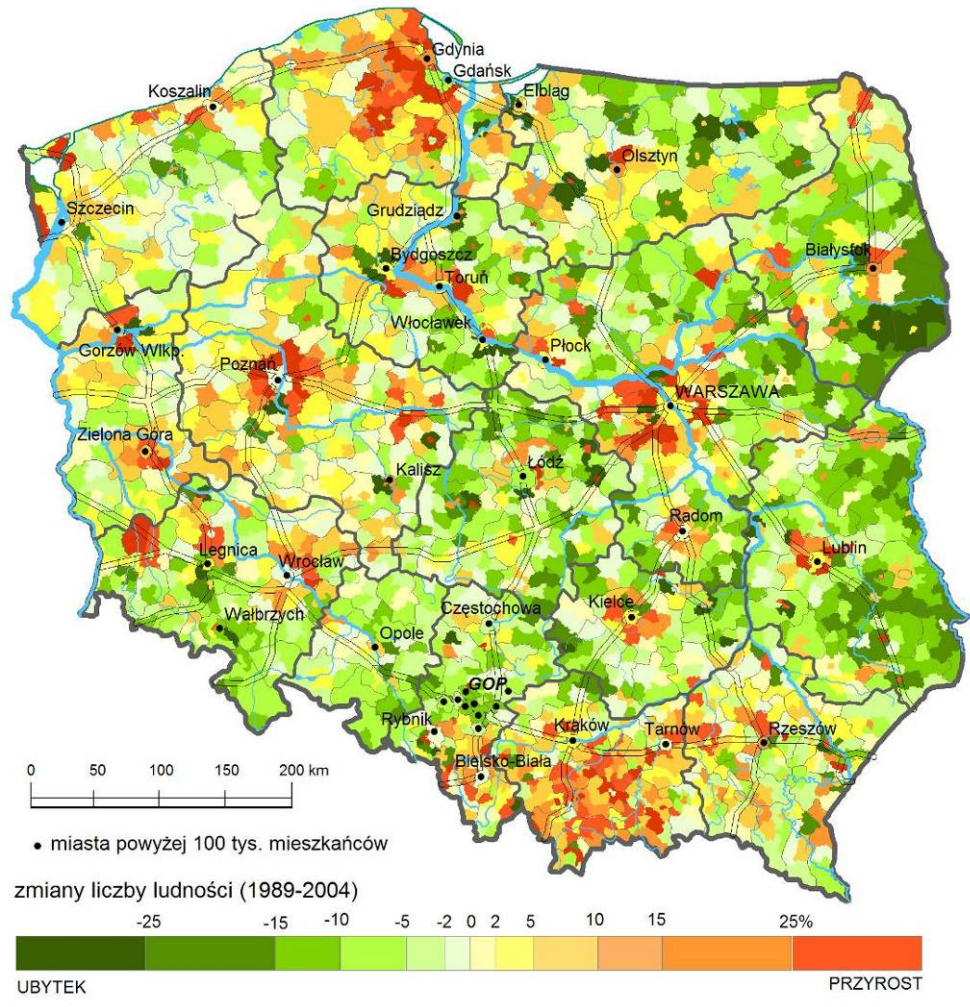 Gdynia
Gdańsk
Koszalin
Elbląg
Olsztyn
Szczecin
Grudziądz
Białystok
Bydgoszcz
Toruń
Włocławek
Gorzów Wlkp.
Płock
Poznań
WARSZAWA
Zielona Góra
Kalisz
Łódź
Radom
Legnica
Wrocław
Lublin
Wałbrzych
Częstochowa
Kielce
Opole
GOP
Rybnik
Kraków
Tarnów
Rzeszów
Bielsko-Biała
0 50 100 150 200 km
miasta powyżej 100 tys. mieszkańców
zmiany liczby ludności (1989-2004)
-25 -15 -10 -5 -2 0 2 5 10 15 25%
UBYTEK PRZYROST